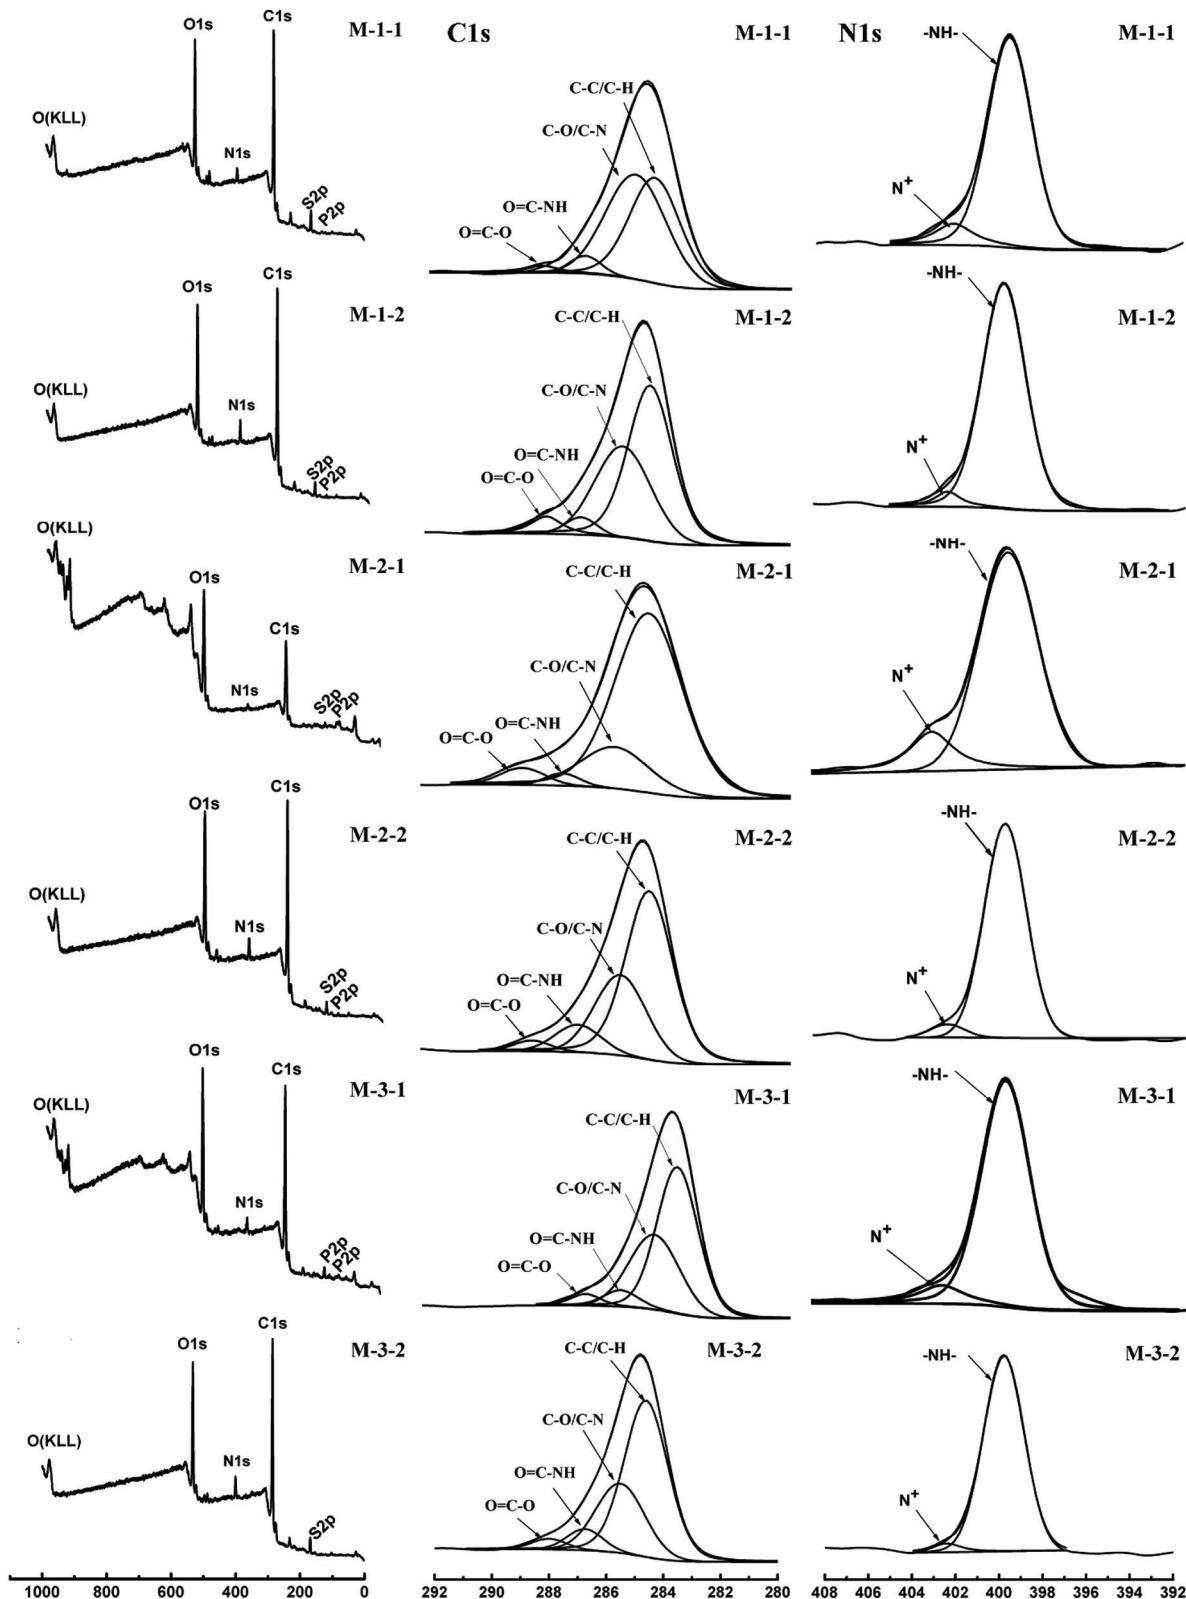 O1s
C1s
M-1-1
O(KLL)
N1s
S2p
P2p
C1s
M-1-1
C-C/C-H
C-O/C-N
O=C-NH
O=C-O
N1s
M-1-1
-NH-
N+
C1s
O1s
M-1-2
O(KLL)
N1s
S2p
P2p
M-1-2
C-C/C-H
C-O/C-N
O=C-NH
O=C-O
-NH-
M-1-2
N+
O(KLL)
M-2-1
O1s
C1s
N1s
S2p
P2p
M-2-1
C-C/C-H
C-O/C-N
O=C-NH
O=C-O
-NH-
M-2-1
N+
C1s
O1s
M-2-2
O(KLL)
N1s
S2p
P2p
M-2-2
C-C/C-H
C-O/C-N
O=C-NH
O=C-O
-NH-
M-2-2
N+
O1s
C1s
M-3-1
O(KLL)
N1s
P2p
P2p
M-3-1
C-C/C-H
C-O/C-N
O=C-NH
O=C-O
-NH-
M-3-1
N+
C1s
O1s
M-3-2
O(KLL)
N1s
S2p
M-3-2
C-C/C-H
C-O/C-N
O=C-NH
O=C-O
-NH-
M-3-2
N+
1000 800 600 400 200 0
292 290 288 286 284 282 280
408 406 404 402 400 398 396 394 392